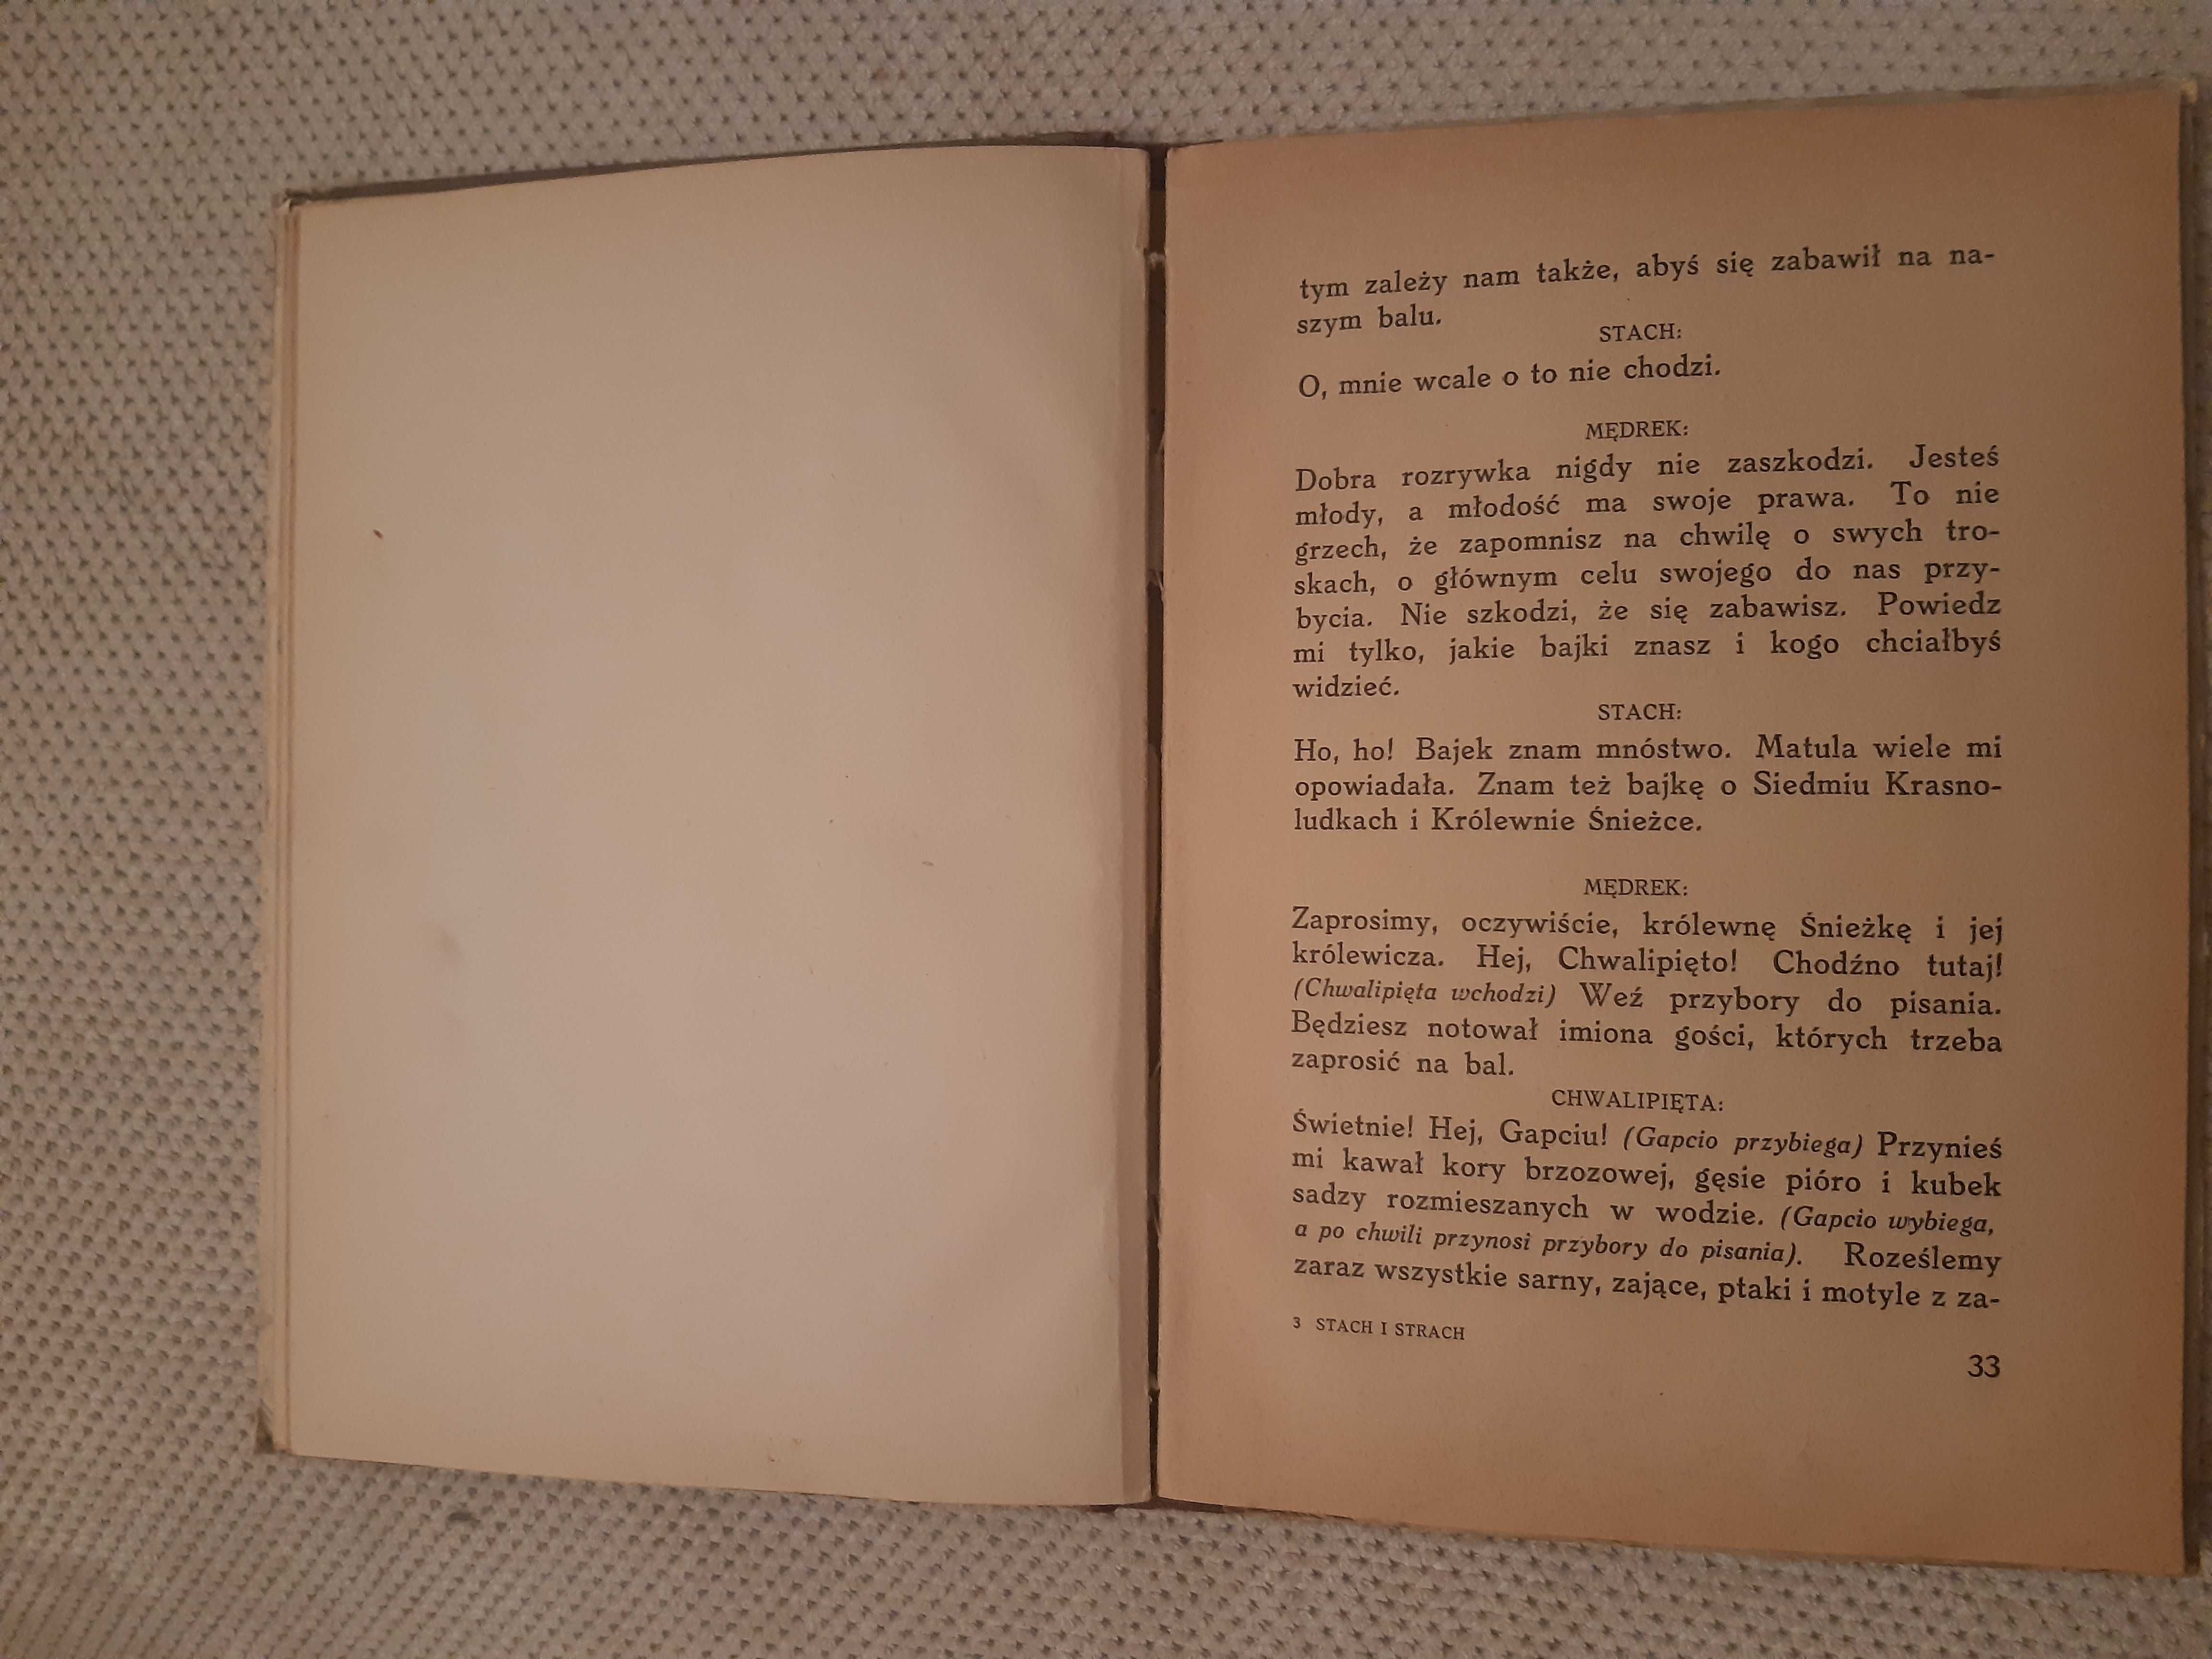 tym zależy nam także, abyś się zabawił na na-
szym balu.
STACH:
O, mnie wcale o to nie chodzi.
MĘDREK:
Dobra rozrywka nigdy nie zaszkodzi. Jesteś
młody, a młodość ma swoje prawa. To nie
grzech, że zapomnisz na chwilę o swych tro-
skach, o głównym celu swojego do nas przy-
bycia. Nie szkodzi, że się zabawisz. Powiedz
mi tylko, jakie bajki znasz i kogo chciałbyś
widzieć.
STACH:
Ho, ho! Bajek znam mnóstwo. Matula wiele mi
opowiadała. Znam też bajkę o Siedmiu Krasno-
ludkach i Królewnie Śnieżce.
MĘDREK:
Zaprosimy, oczywiście, królewnę Śnieżkę i jej
królewicza. Hej, Chwalipięto! Chodźno tutaj!
(Chwalipięta wchodzi) Weź przybory do pisania.
Będziesz notował imiona gości, których trzeba
zaprosić na bal.
CHWALIPIĘTA:
Świetnie! Hej, Gapciu! (Gapcio przybiega) Przynieś
mi kawał kory brzozowej, gęsie pióro i kubek
sadzy rozmieszanych w wodzie. (Gapcio wybiega,
a po chwili przynosi przybory do pisania). Roześlemy
zaraz wszystkie sarny, zające, ptaki i motyle z za-
3 STACH I STRACH
33